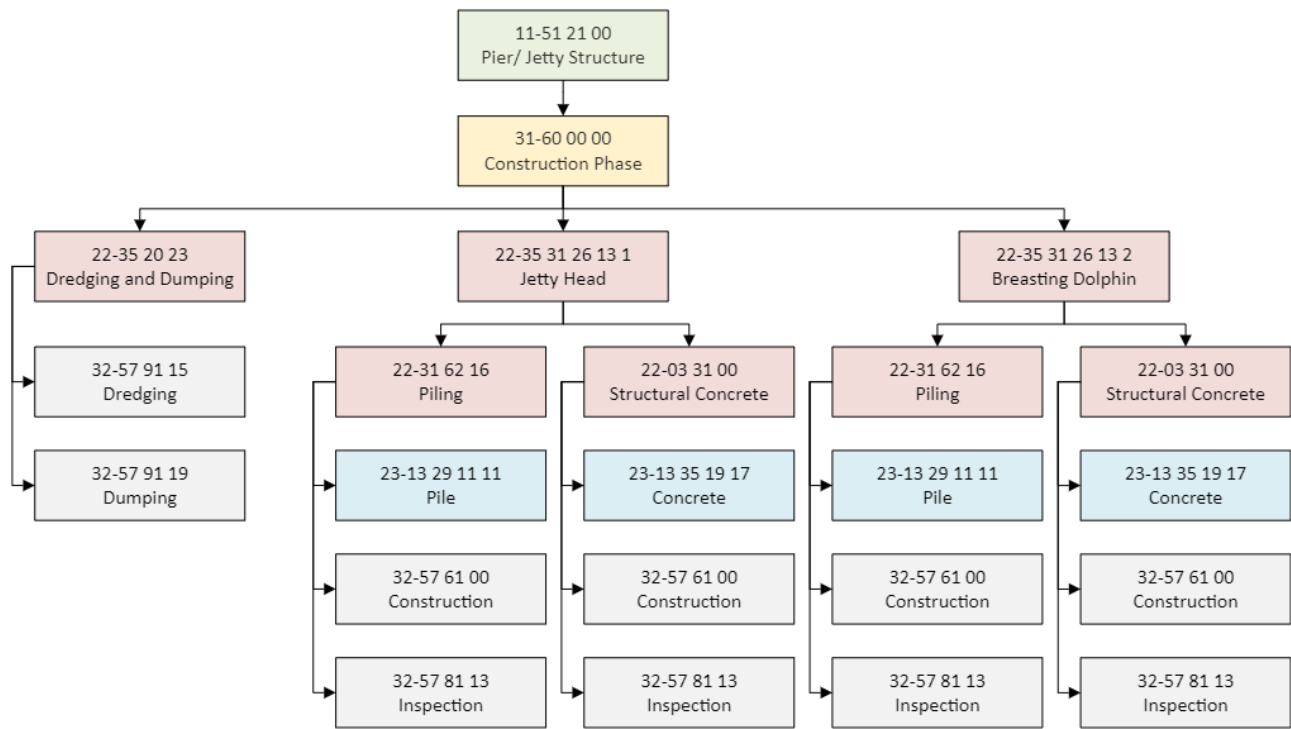 11-51 21 00
Pier/ Jetty Structure
31-60 00 00
Construction Phase
22-35 20 23
Dredging and Dumping
22-35 31 26 13 1
Jetty Head
22-35 31 26 13 2
Breasting Dolphin
32-57 91 15
Dredging
22-31 62 16
Piling
22-03 31 00
Structural Concrete
22-31 62 16
Piling
22-03 31 00
Structural Concrete
32-57 91 19
Dumping
23-13 29 11 11
Pile
23-13 35 19 17
Concrete
23-13 29 11 11
Pile
23-13 35 19 17
Concrete
32-57 61 00
Construction
32-57 61 00
Construction
32-57 61 00
Construction
32-57 61 00
Construction
32-57 81 13
Inspection
32-57 81 13
Inspection
32-57 81 13
Inspection
32-57 81 13
Inspection